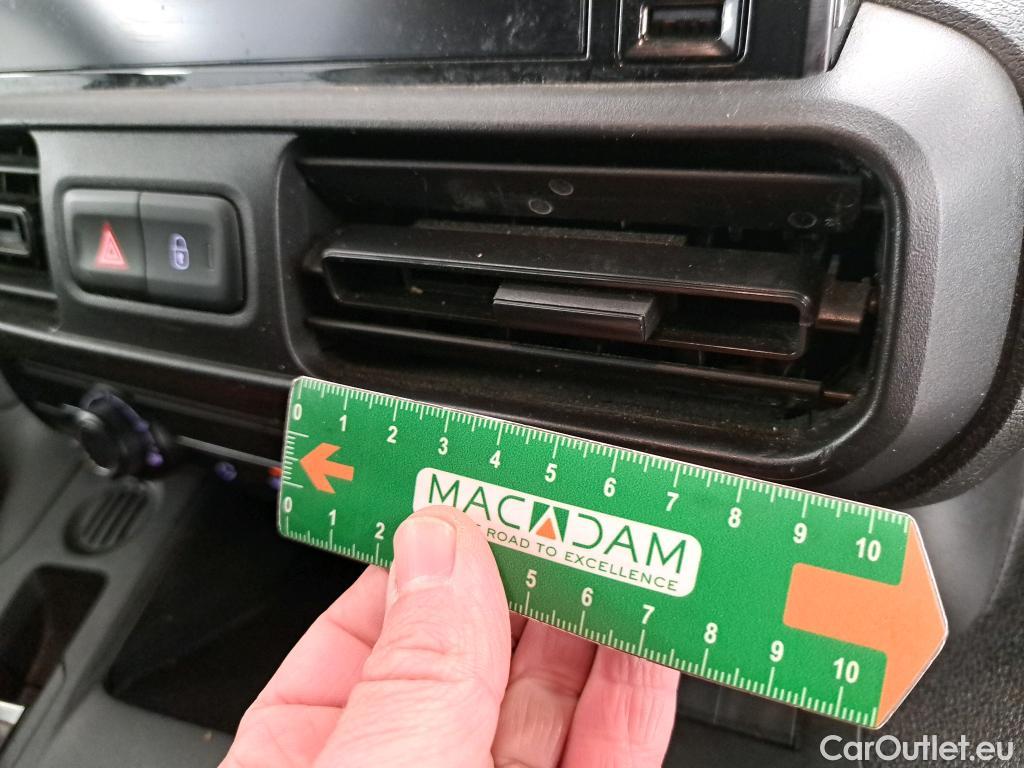 0 1 2 3 4 5 6 7 8 9 10
MACADAM
ROAD TO EXCELLENCE
0 1 2 5 6 7 8 9 10
CarOutlet.eu